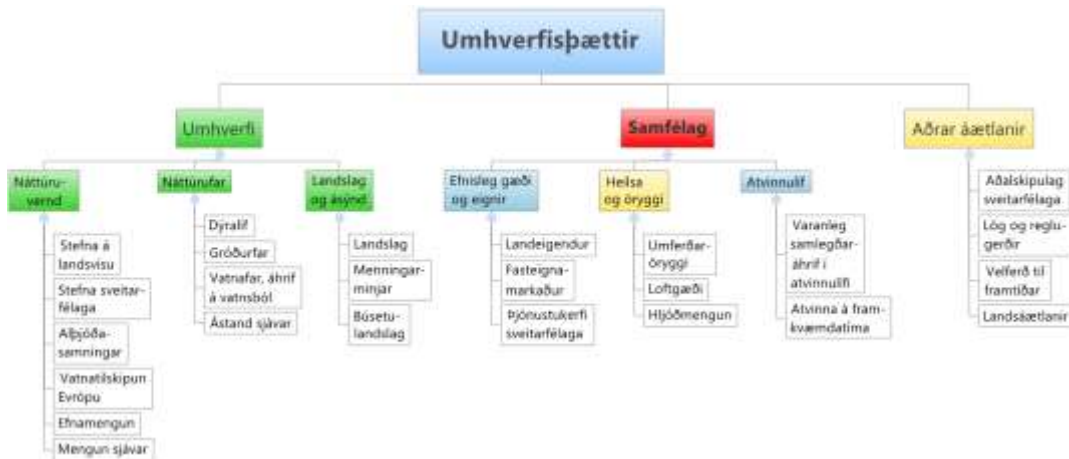 Umhverfisþættir
Umhverfi
Samfélag
Aðrar áætlanir
Náttúru-
vernd
Náttúrufar
Landslag
og ásýnd
Efnisleg gæði
og eignir
Heilsa
og öryggi
Atvinnulíf
Stefna á
landsvísu
Stefna sveitar-
félaga
Alþjóða-
samningar
Vatnatilskipun
Evrópu
Efnamengun
Mengun sjávar
Dýralíf
Gróðurfar
Vatnafar, áhrif
á vatnsból
Ástand sjávar
Landslag
Menningar-
minjar
Búsetu-
landslag
Landeigendur
Fasteigna-
markaður
Þjónustukerfi
sveitarfélaga
Umferðar-
öryggi
Loftgæði
Hljóðmengun
Varanleg
samlegðar-
áhrif í
atvinnulífi
Atvinna á fram-
kvæmdatíma
Aðalskipulag
sveitarfélaga
Lög og reglu-
gerðir
Velferð til
framtíðar
Landsáætlanir